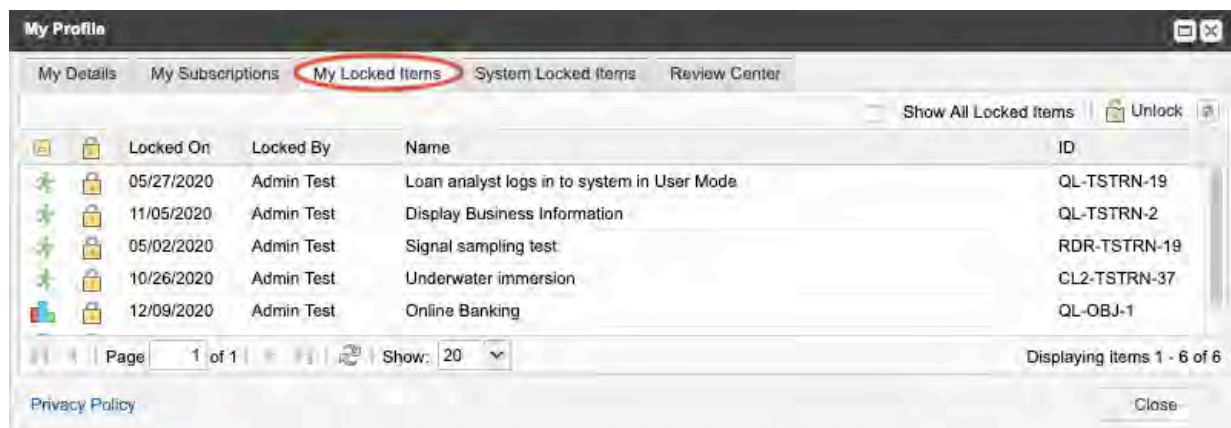 My Profile
My Details My Subscriptions My Locked Items System Locked Items Review Center
Show All Locked Items Unlock
Locked On Locked By Name ID
05/27/2020 Admin Test Loan analyst logs in to system in User Mode QL-TSTRN-19
11/05/2020 Admin Test Display Business Information QL-TSTRN-2
05/02/2020 Admin Test Signal sampling test RDR-TSTRN-19
10/26/2020 Admin Test Underwater immersion CL2-TSTRN-37
12/09/2020 Admin Test Online Banking QL-OBJ-1
Page 1 of 1 Show: 20 Displaying items 1 - 6 of 6
Privacy Policy Close